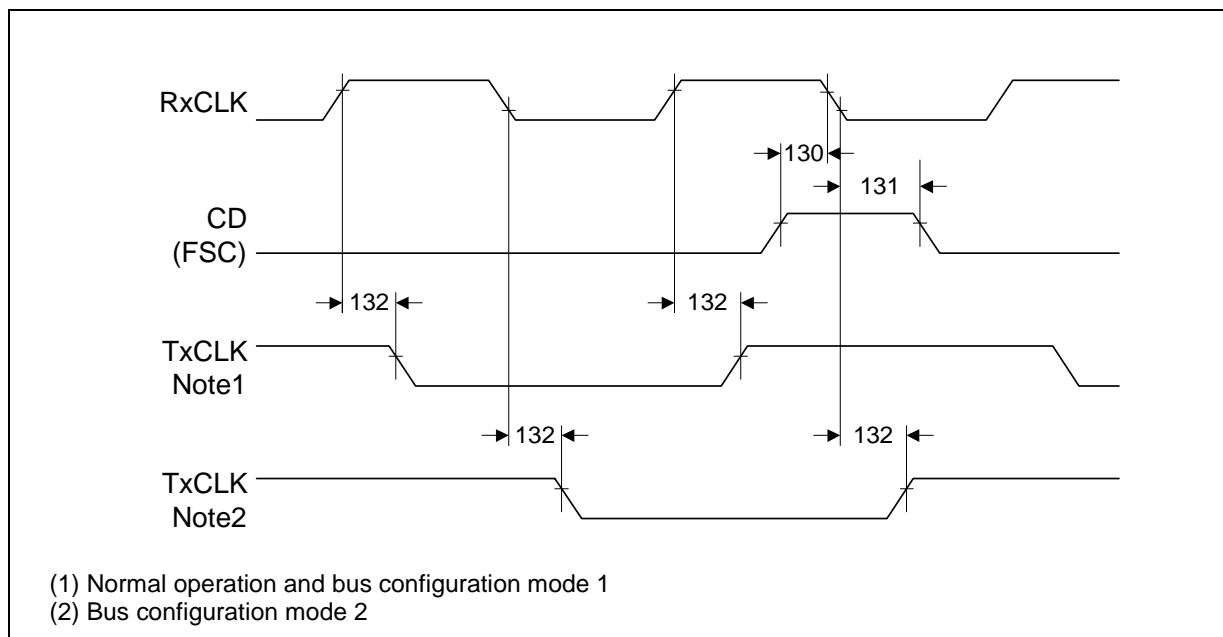 RxCLK
130
131
CD
(FSC)
132
132
TxCLK
Note1
132
132
TxCLK
Note2
(1) Normal operation and bus configuration mode 1
(2) Bus configuration mode 2